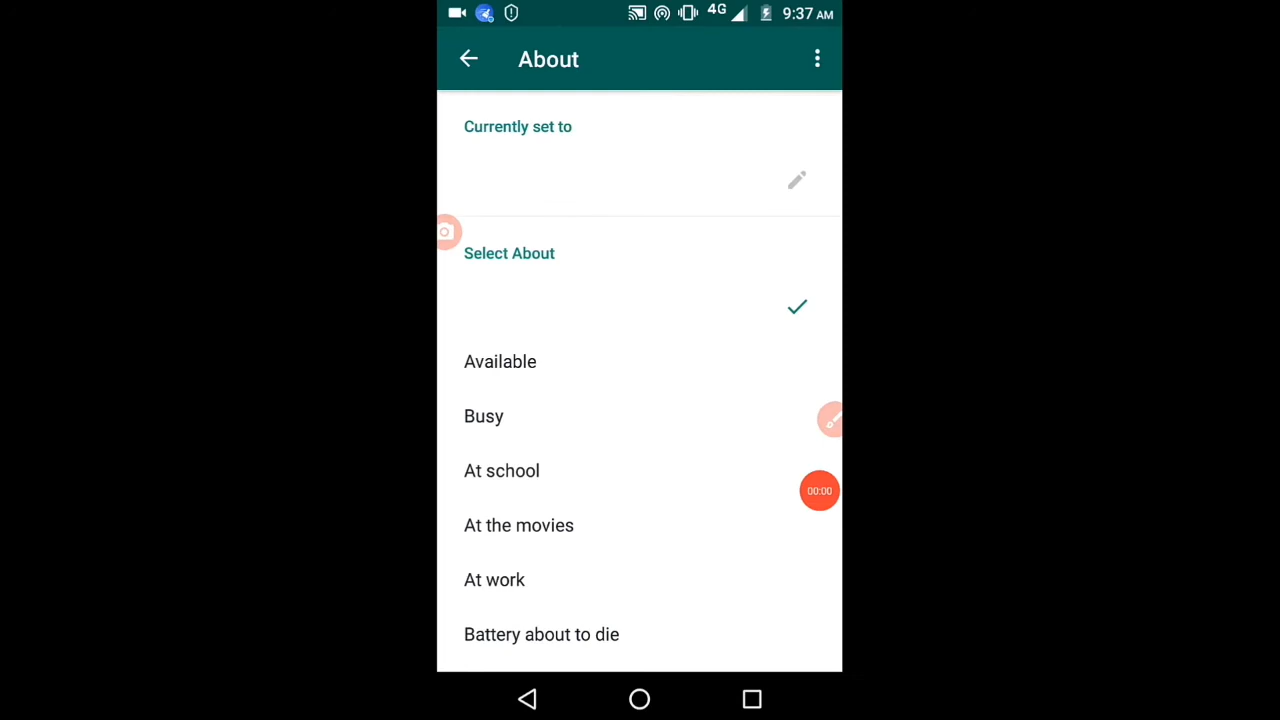 4G 9:37 AM
About
Currently set to
Select About
Available
Busy
At school
At the movies
00:00
At work
Battery about to die